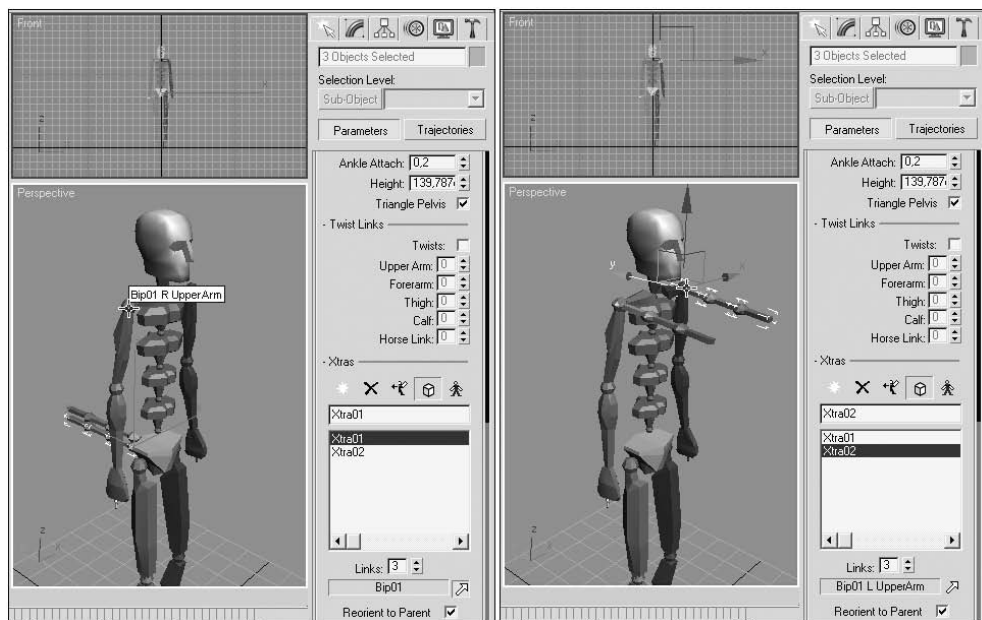 Front
3 Objects Selected
Selection Level:
Sub-Object
Parameters
Trajectories
Ankle Attach: 0,2
Height: 139,787
Triangle Pelvis
- Twist Links
Twists:
Upper Arm: 0
Forearm: 0
Thigh: 0
Calf: 0
Horse Link: 0
- Xtras
Xtra01
Xtra01
Xtra02
Links: 3
Bip01
Reorient to Parent
Perspective
Bip01 R UpperArm
z
x
z
x
Front
3 Objects Selected
Selection Level:
Sub-Object
Parameters
Trajectories
Ankle Attach: 0,2
Height: 139,787
Triangle Pelvis
- Twist Links
Twists:
Upper Arm: 0
Forearm: 0
Thigh: 0
Calf: 0
Horse Link: 0
- Xtras
Xtra02
Xtra01
Xtra02
Links: 3
Bip01 L UpperArm
Reorient to Parent
Perspective
z
x
y
x
z